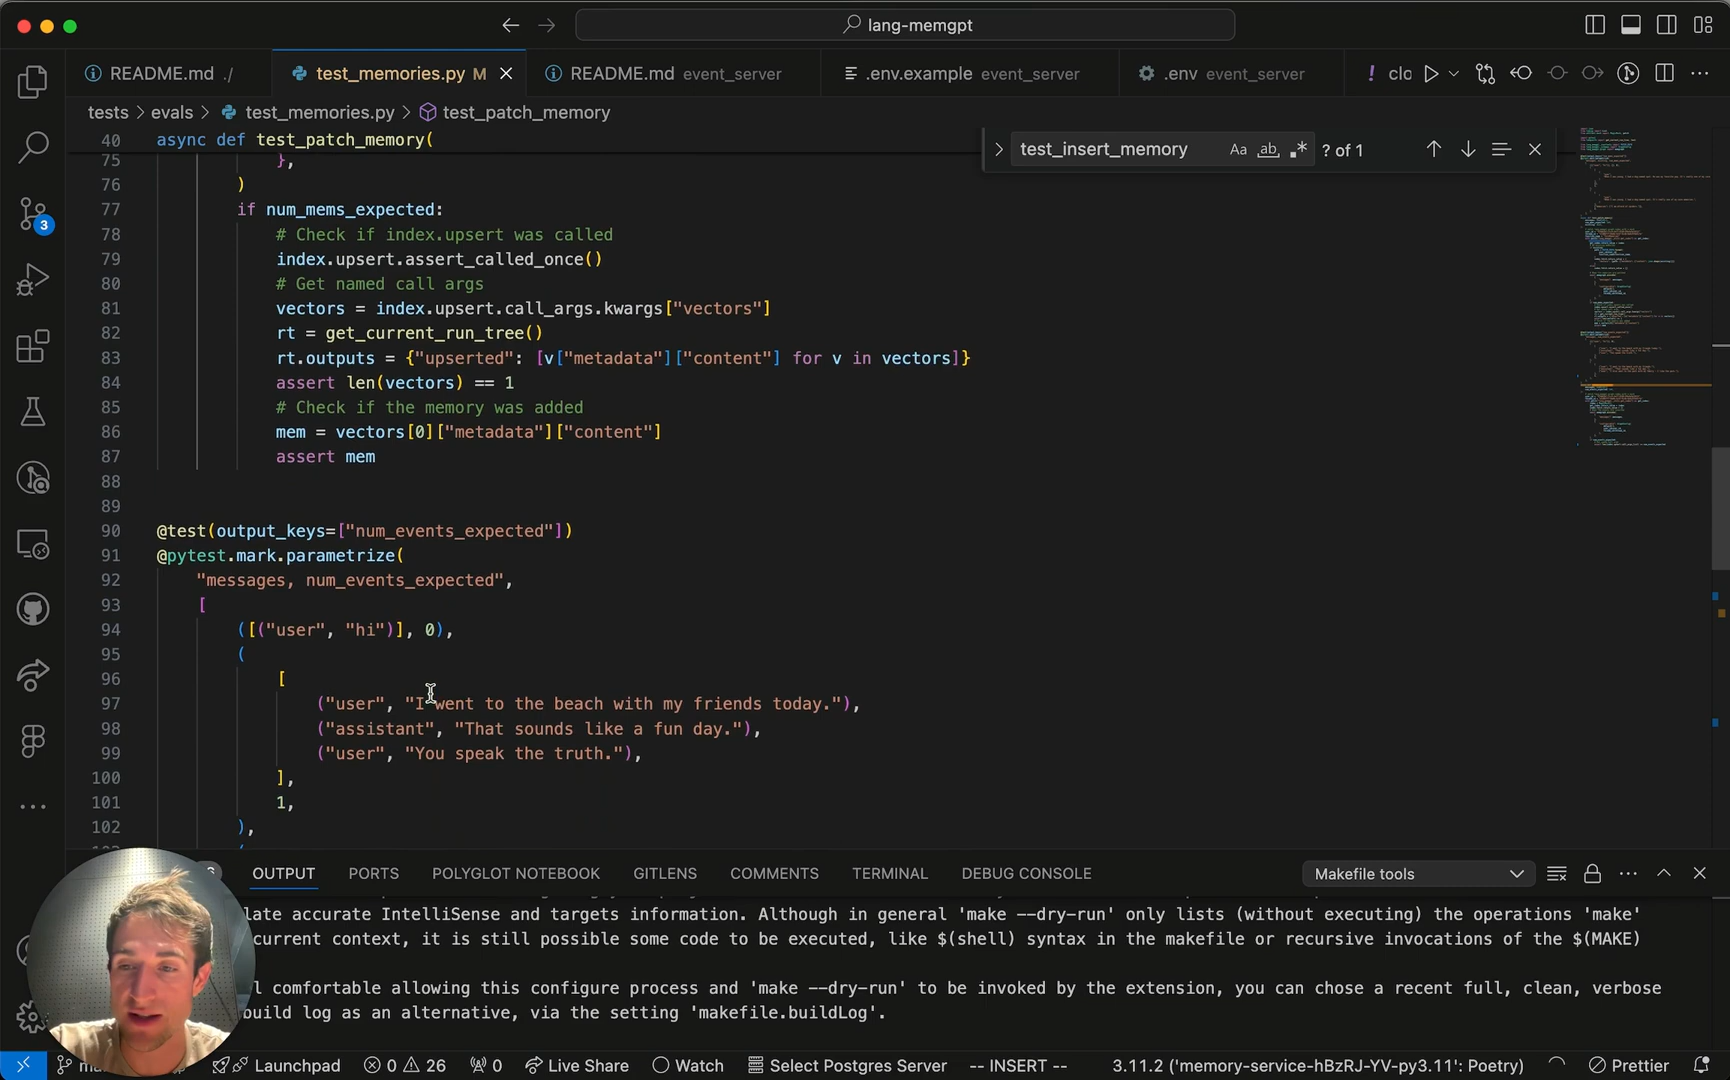 lang-memgpt
README.md ./
test_memories.py M
README.md event_server
.env.example event_server
.env event_server
! clo
tests > evals > test_memories.py > test_patch_memory
40 async def test_patch_memory(
test_insert_memory
Aa ab .* ? of 1
75 },
76 )
77 if num_mems_expected:
78 # Check if index.upsert was called
79 index.upsert.assert_called_once()
80 # Get named call args
81 vectors = index.upsert.call_args.kwargs["vectors"]
82 rt = get_current_run_tree()
83 rt.outputs = {"upserted": [v["metadata"]["content"] for v in vectors]}
84 assert len(vectors) == 1
85 # Check if the memory was added
86 mem = vectors[0]["metadata"]["content"]
87 assert mem
88
89
90 @test(output_keys=["num_events_expected"])
91 @pytest.mark.parametrize(
92 "messages, num_events_expected",
93 [
94 ([("user", "hi")], 0),
95 (
96 [
97 ("user", "I went to the beach with my friends today."),
98 ("assistant", "That sounds like a fun day."),
99 ("user", "You speak the truth."),
100 ],
101 1,
102 ),
3
OUTPUT PORTS POLYGLOT NOTEBOOK GITLENS COMMENTS TERMINAL DEBUG CONSOLE Makefile tools
late accurate IntelliSense and targets information. Although in general 'make --dry-run' only lists (without executing) the operations 'make'
current context, it is still possible some code to be executed, like $(shell) syntax in the makefile or recursive invocations of the $(MAKE)
l comfortable allowing this configure process and 'make --dry-run' to be invoked by the extension, you can chose a recent full, clean, verbose
build log as an alternative, via the setting 'makefile.buildLog'.
Launchpad 0 26 0 Live Share Watch Select Postgres Server -- INSERT -- 3.11.2 ('memory-service-hBzRJ-YV-py3.11': Poetry) Prettier